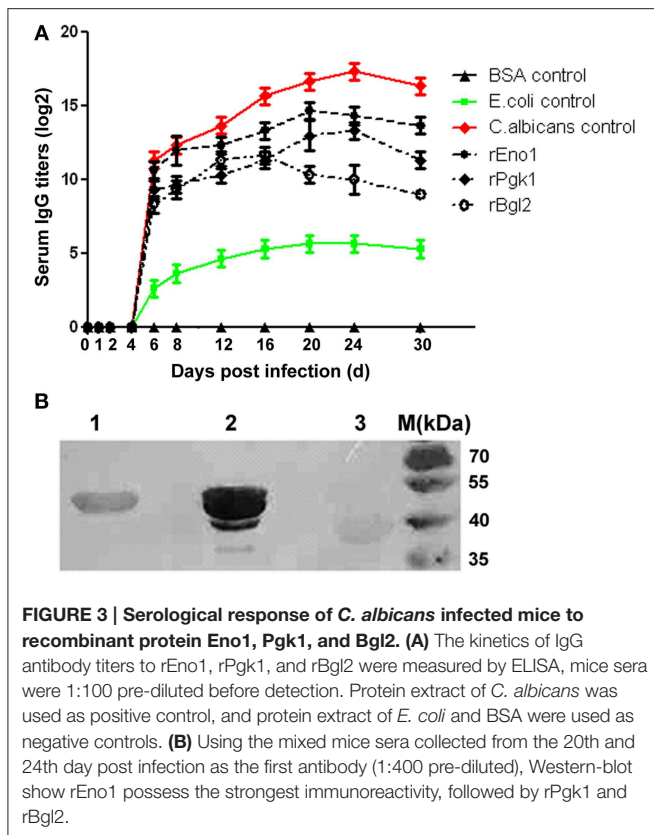 A
20
15
10
5
0
Serum IgG titers (log2)
0 1 2 4 6 8 12 16 20 24 30
Days post infection (d)
BSA control
E.coli control
C.albicans control
rEno1
rPgk1
rBgl2
B
1 2 3 M(kDa)
70
55
40
35
FIGURE 3 | Serological response of C. albicans infected mice to
recombinant protein Eno1, Pgk1, and Bgl2. (A) The kinetics of IgG
antibody titers to rEno1, rPgk1, and rBgl2 were measured by ELISA, mice sera
were 1:100 pre-diluted before detection. Protein extract of C. albicans was
used as positive control, and protein extract of E. coli and BSA were used as
negative controls. (B) Using the mixed mice sera collected from the 20th and
24th day post infection as the first antibody (1:400 pre-diluted), Western-blot
show rEno1 possess the strongest immunoreactivity, followed by rPgk1 and
rBgl2.